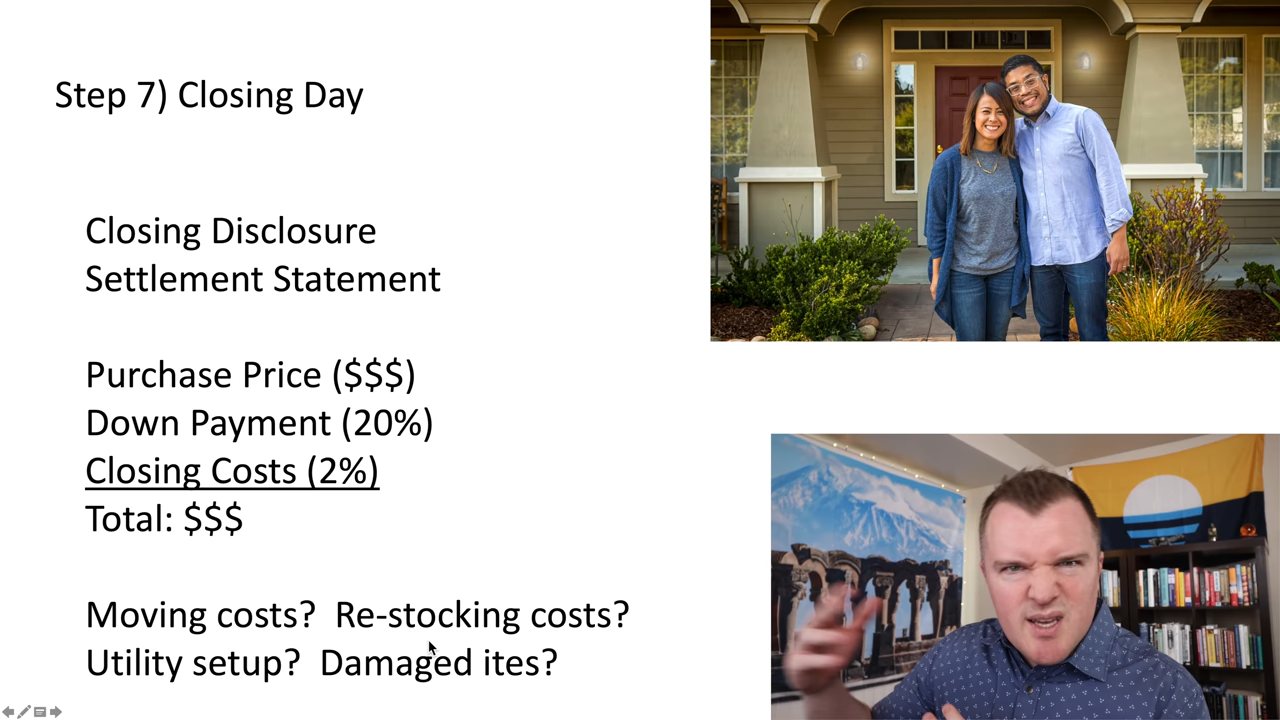 Step 7) Closing Day
Closing Disclosure
Settlement Statement
Purchase Price ($$$)
Down Payment (20%)
Closing Costs (2%)
Total: $$$
Moving costs?  Re-stocking costs?
Utility setup?  Damaged ites?